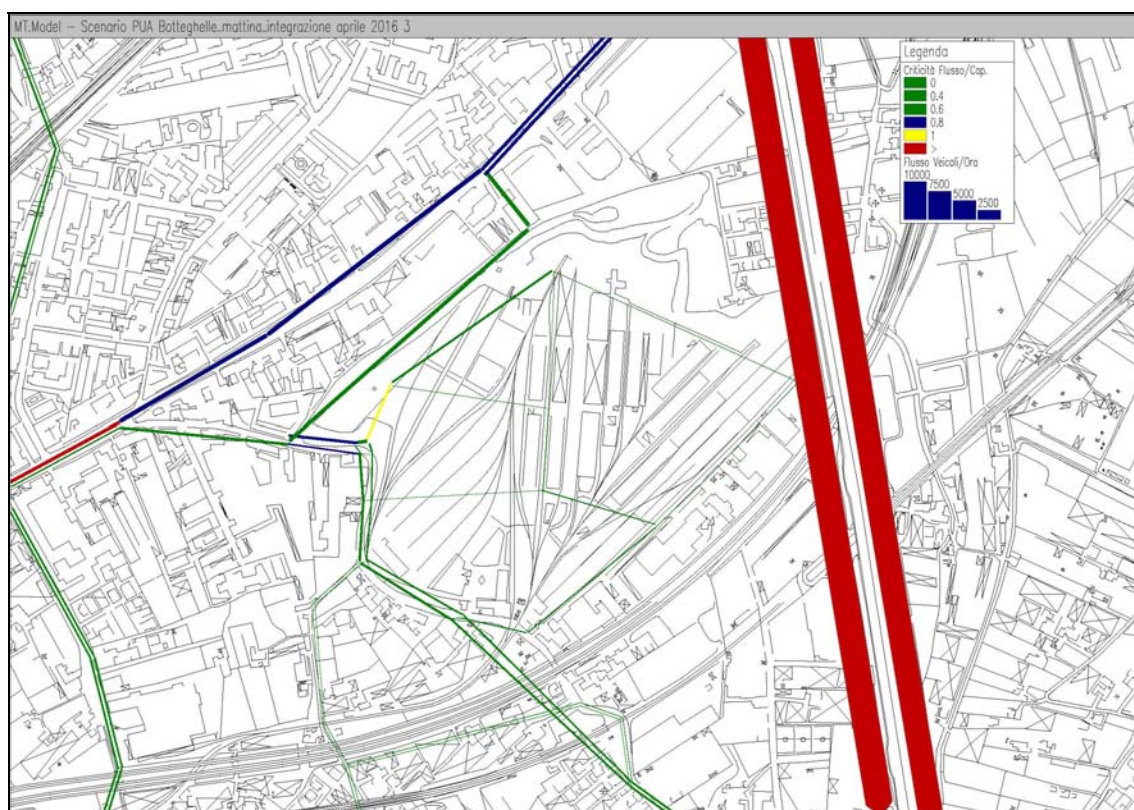 MT.Model - Scenario PUA Botteghelle_mattina_integrazione aprile 2016 3
Legenda
Criticità Flusso/Cap.
0
0.4
0.6
0.8
1
>
Flusso Veicoli/Ora
10000
7500
5000
2500